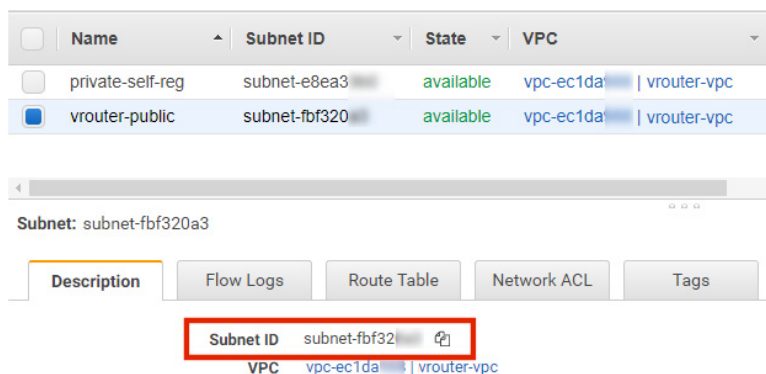 Name Subnet ID State VPC
private-self-reg subnet-e8ea3 available vpc-ec1da | vrouter-vpc
vrouter-public subnet-fbf320 available vpc-ec1da | vrouter-vpc
Subnet: subnet-fbf320a3
Description Flow Logs Route Table Network ACL Tags
Subnet ID subnet-fbf32
VPC vpc-ec1da | vrouter-vpc